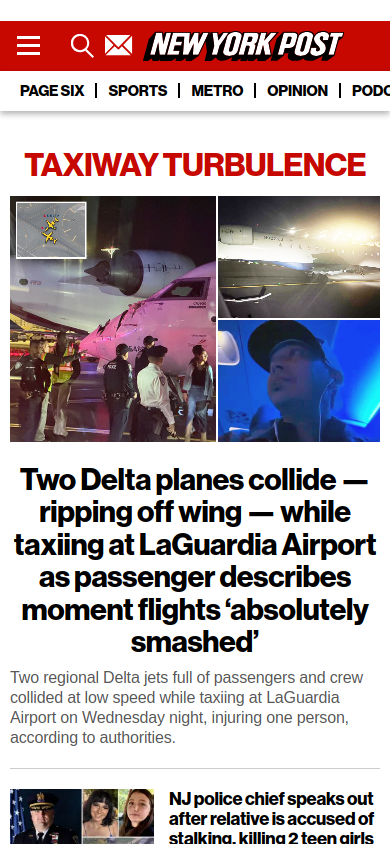 NEW YORK POST
PAGE SIX
SPORTS
METRO
OPINION
PODC
TAXIWAY TURBULENCE
Two Delta planes collide —
ripping off wing — while
taxiing at LaGuardia Airport
as passenger describes
moment flights ‘absolutely
smashed’
Two regional Delta jets full of passengers and crew
collided at low speed while taxiing at LaGuardia
Airport on Wednesday night, injuring one person,
according to authorities.
NJ police chief speaks out
after relative is accused of
stalking, killing 2 teen girls